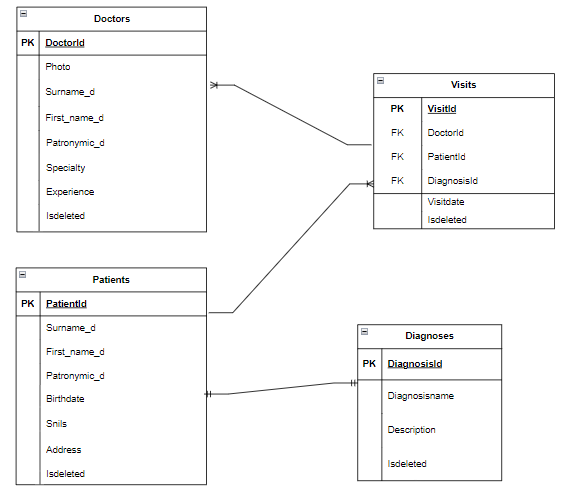 Doctors
PK DoctorId
Photo
Surname_d
First_name_d
Patronymic_d
Specialty
Experience
Isdeleted
Visits
PK VisitId
FK DoctorId
FK PatientId
FK DiagnosisId
Visitdate
Isdeleted
Patients
PK PatientId
Surname_d
First_name_d
Patronymic_d
Birthdate
Snils
Address
Isdeleted
Diagnoses
PK DiagnosisId
Diagnosisname
Description
Isdeleted